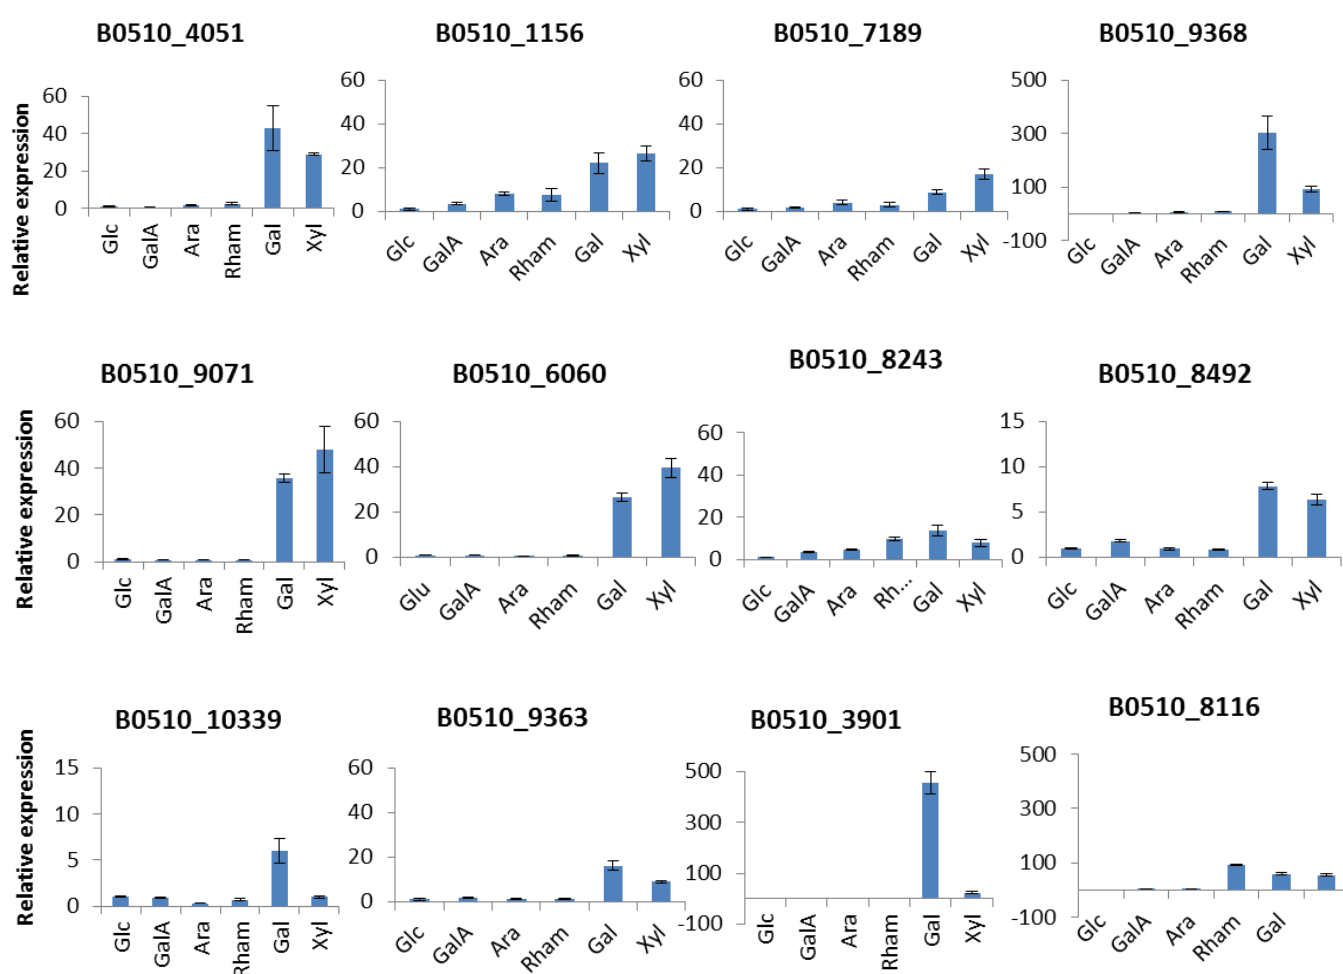 B0510_4051
B0510_1156
B0510_7189
B0510_9368
Relative expression
60
40
20
0
Glc
GalA
Ara
Rham
Gal
Xyl
60
40
20
0
Glc
GalA
Ara
Rham
Gal
Xyl
60
40
20
0
Glc
GalA
Ara
Rham
Gal
Xyl
500
300
100
-100
Glc
GalA
Ara
Rham
Gal
Xyl
B0510_9071
B0510_6060
B0510_8243
B0510_8492
Relative expression
60
40
20
0
Glc
GalA
Ara
Rham
Gal
Xyl
60
40
20
0
Glu
GalA
Ara
Rham
Gal
Xyl
60
40
20
0
Glc
GalA
Ara
Rh...
Gal
Xyl
15
10
5
0
Glc
GalA
Ara
Rham
Gal
Xyl
B0510_10339
B0510_9363
B0510_3901
B0510_8116
Relative expression
15
10
5
0
Glc
GalA
Ara
Rham
Gal
Xyl
60
40
20
0
Glc
GalA
Ara
Rham
Gal
Xyl
500
300
100
-100
Glc
GalA
Ara
Rham
Gal
Xyl
500
300
100
-100
Glc
GalA
Ara
Rham
Gal